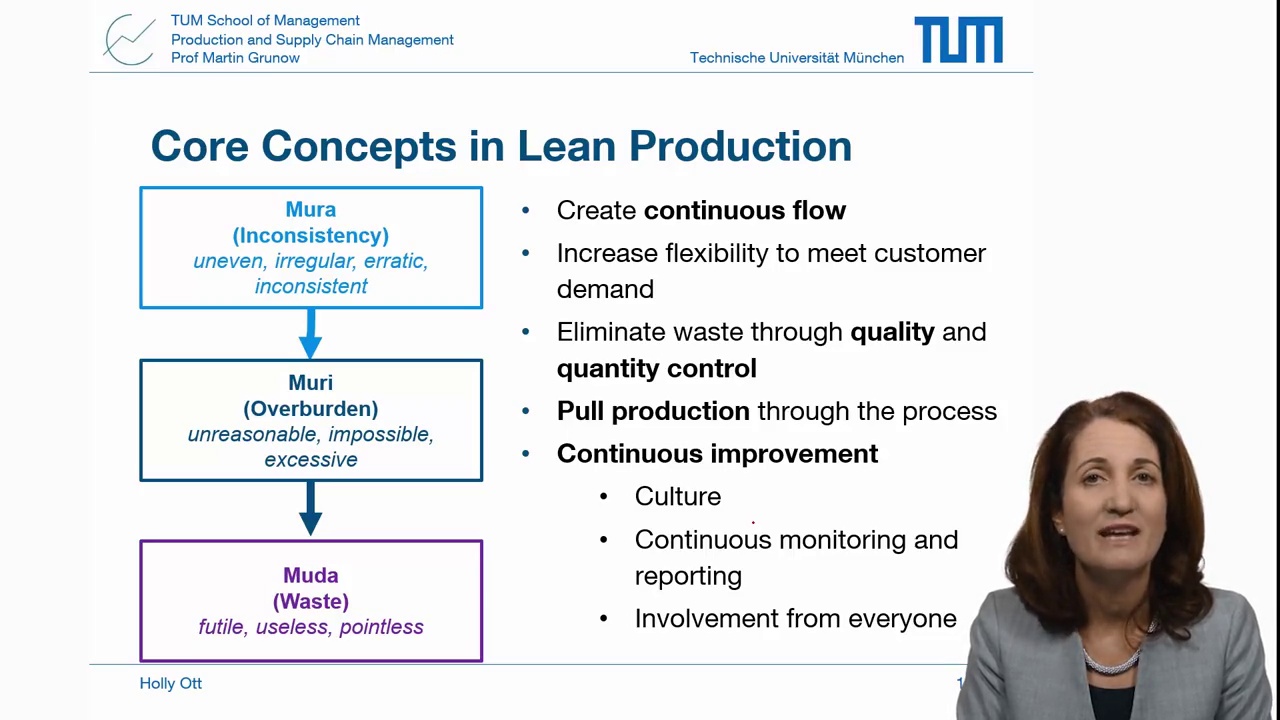 TUM School of Management
Production and Supply Chain Management
Prof Martin Grunow
Technische Universität München
TUM
Core Concepts in Lean Production
Mura
(Inconsistency)
uneven, irregular, erratic,
inconsistent
Muri
(Overburden)
unreasonable, impossible,
excessive
Muda
(Waste)
futile, useless, pointless
• Create continuous flow
• Increase flexibility to meet customer
demand
• Eliminate waste through quality and
quantity control
• Pull production through the process
• Continuous improvement
• Culture
• Continuous monitoring and
reporting
• Involvement from everyone
Holly Ott